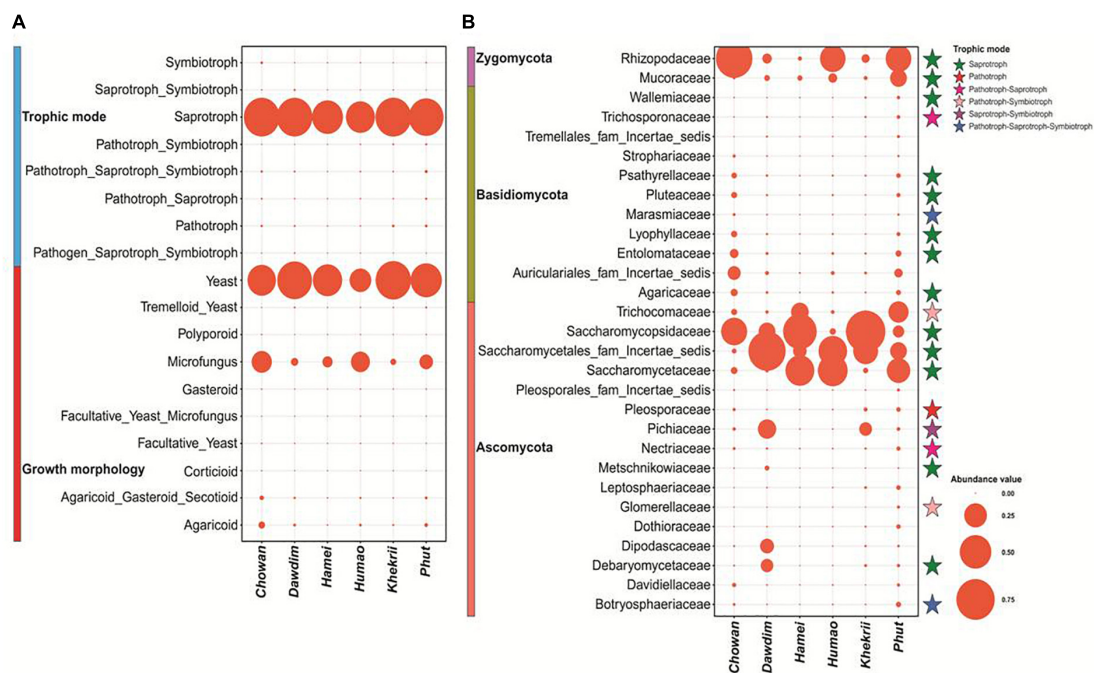 A
Trophic mode
Growth morphology
Symbiotroph
Saprotroph_Symbiotroph
Saprotroph
Pathotroph_Symbiotroph
Pathotroph_Saprotroph_Symbiotroph
Pathotroph_Saprotroph
Pathotroph
Pathogen_Saprotroph_Symbiotroph
Yeast
Tremelloid_Yeast
Polyporoid
Microfungus
Gasteroid
Facultative_Yeast_Microfungus
Facultative_Yeast
Corticioid
Agaricoid_Gasteroid_Secotioid
Agaricoid
Chowan
Dawdim
Hamei
Humao
Khekrii
Phut
B
Zygomycota
Basidiomycota
Ascomycota
Rhizopodaceae
Mucoraceae
Wallemiaceae
Trichosporonaceae
Tremellales_fam_Incertae_sedis
Strophariaceae
Psathyrellaceae
Pluteaceae
Marasmiaceae
Lyophyllaceae
Entolomataceae
Auriculariales_fam_Incertae_sedis
Agaricaceae
Trichocomaceae
Saccharomycopsidaceae
Saccharomycetales_fam_Incertae_sedis
Saccharomycetaceae
Pleosporales_fam_Incertae_sedis
Pleosporaceae
Pichiaceae
Nectriaceae
Metschnikowiaceae
Leptosphaeriaceae
Glomerellaceae
Dothioraceae
Dipodascaceae
Debaryomycetaceae
Davidiellaceae
Botryosphaeriaceae
Chowan
Dawdim
Hamei
Humao
Khekrii
Phut
Trophic mode
Saprotroph
Pathotroph
Pathotroph-Saprotroph
Pathotroph-Symbiotroph
Saprotroph-Symbiotroph
Pathotroph-Saprotroph-Symbiotroph
Abundance value
0.00
0.25
0.50
0.75